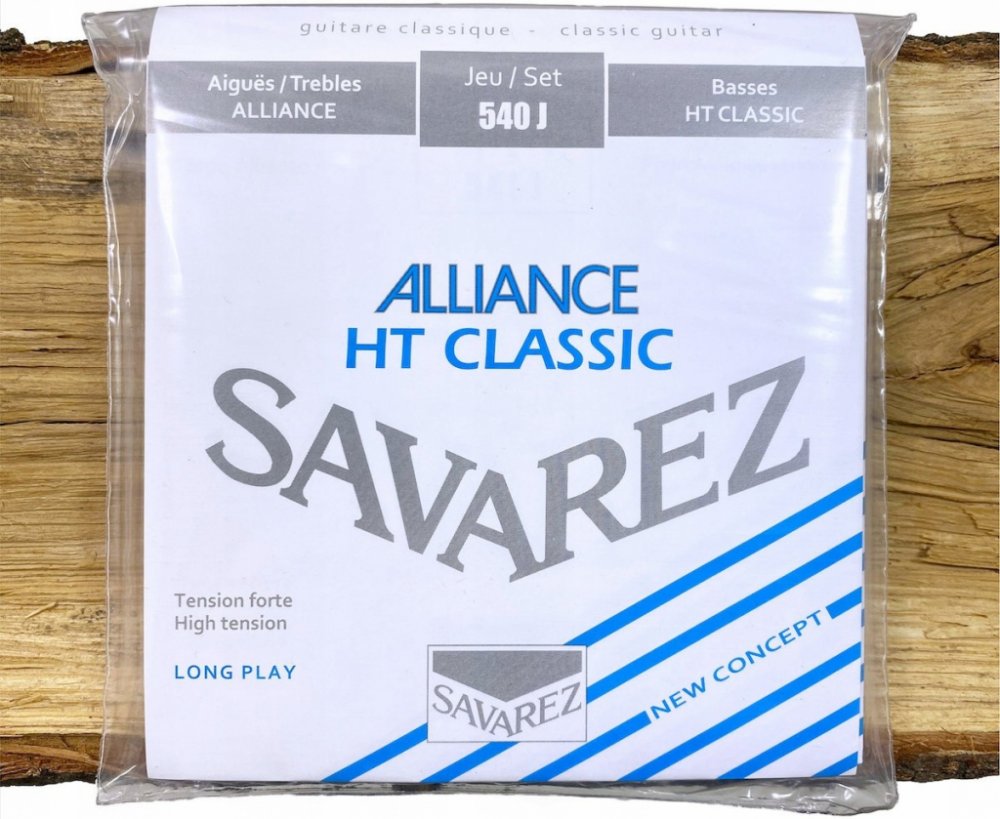 guitare classique - classic guitar
Aiguës / Trebles
ALLIANCE
Jeu / Set
540 J
Basses
HT CLASSIC
ALLIANCE
HT CLASSIC
SAVAREZ
Tension forte
High tension
LONG PLAY
NEW CONCEPT
SAVAREZ